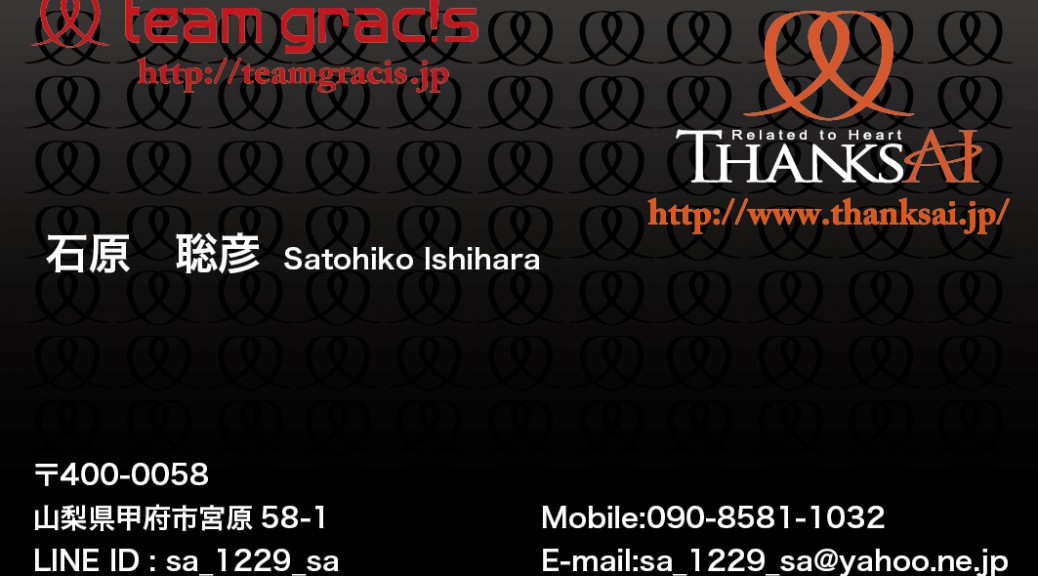 team grac!s
http://teamgracis.jp
Related to Heart
THANKSAI
http://www.thanksai.jp/
石原　聡彦 Satohiko Ishihara
〒400-0058
山梨県甲府市宮原 58-1
Mobile:090-8581-1032
LINE ID : sa_1229_sa
E-mail:sa_1229_sa@yahoo.ne.jp